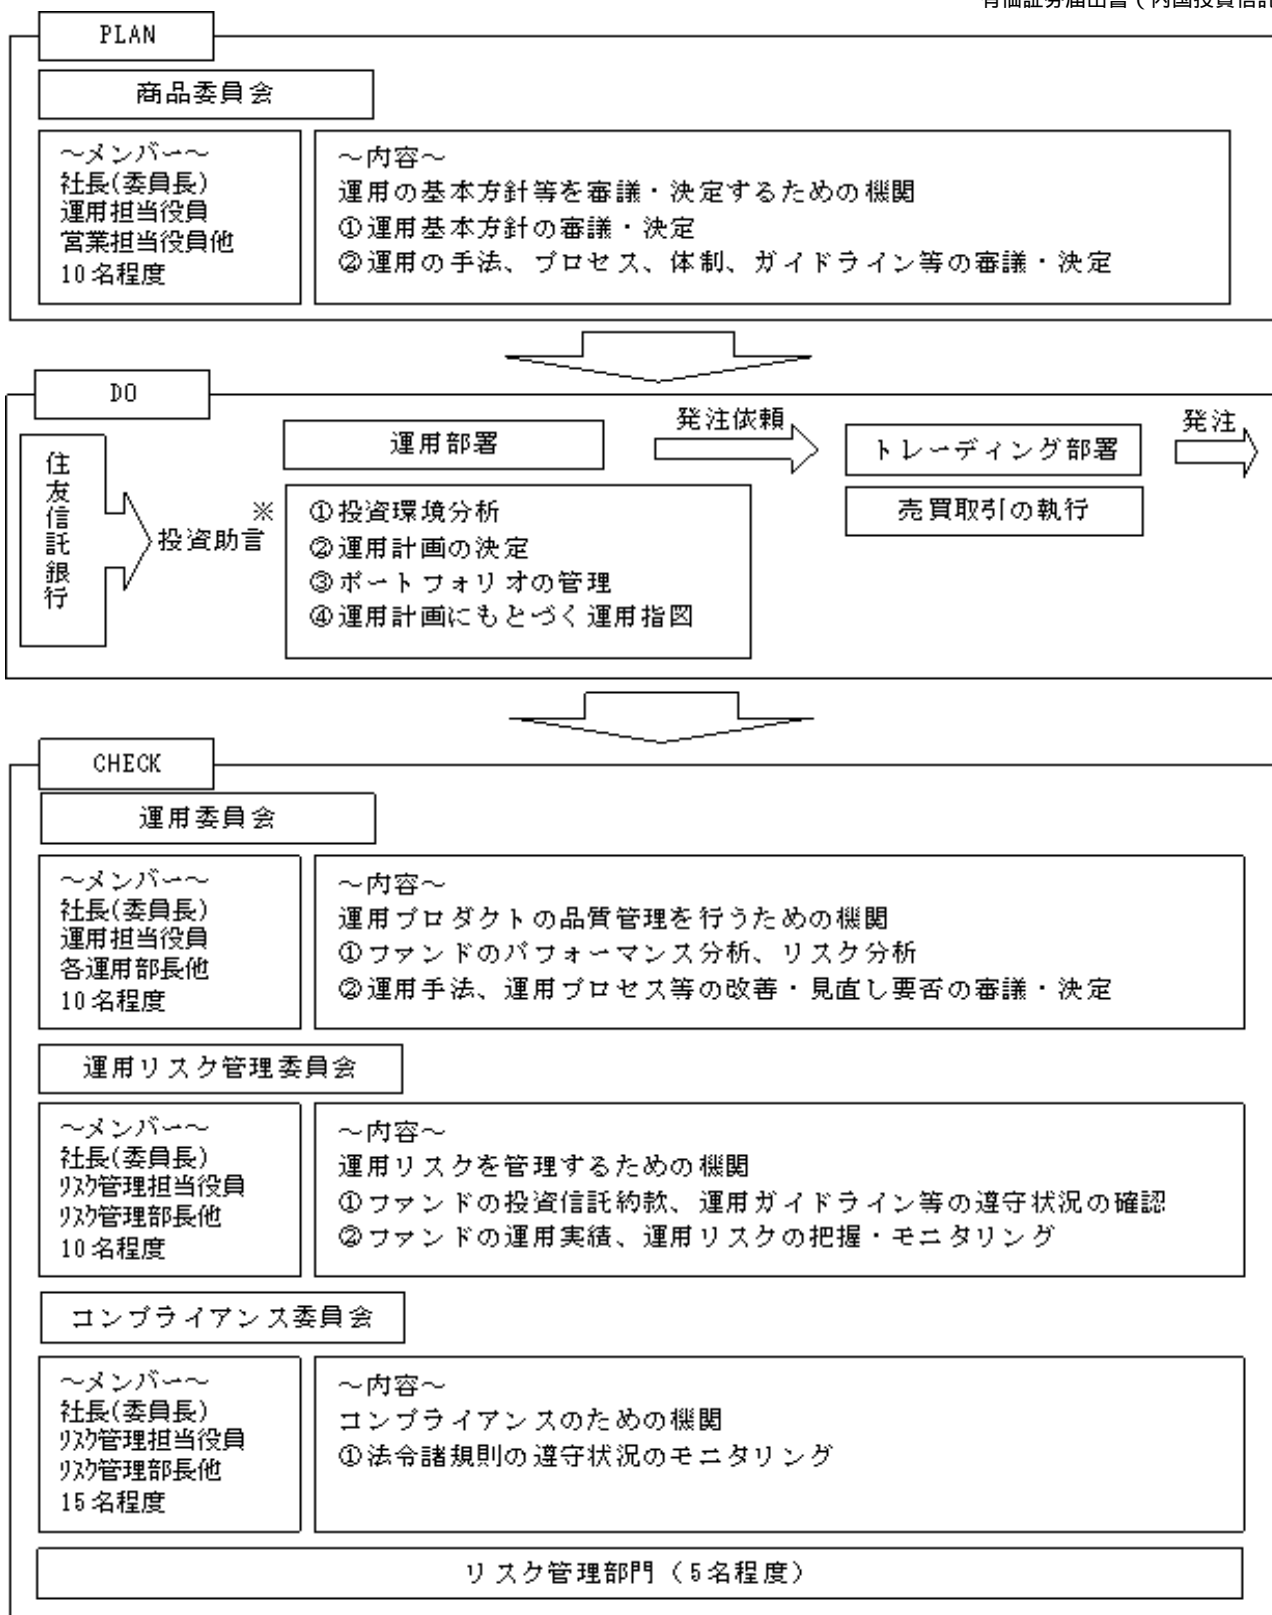 有価証券届出書(内国投資信託
PLAN
商品委員会
~メンバー~
社長(委員長)
運用担当役員
営業担当役員他
10名程度
~内容~
運用の基本方針等を審議・決定するための機関
①運用基本方針の審議・決定
②運用の手法、プロセス、体制、ガイドライン等の審議・決定
DO
住友信託銀行
投資助言
※
運用部署
①投資環境分析
②運用計画の決定
③ポートフォリオの管理
④運用計画にもとづく運用指図
発注依頼
トレーディング部署
売買取引の執行
発注
CHECK
運用委員会
~メンバー~
社長(委員長)
運用担当役員
各運用部長他
10名程度
~内容~
運用プロダクトの品質管理を行うための機関
①ファンドのパフォーマンス分析、リスク分析
②運用手法、運用プロセス等の改善・見直し要否の審議・決定
運用リスク管理委員会
~メンバー~
社長(委員長)
リスク管理担当役員
リスク管理部長他
10名程度
~内容~
運用リスクを管理するための機関
①ファンドの投資信託約款、運用ガイドライン等の遵守状況の確認
②ファンドの運用実績、運用リスクの把握・モニタリング
コンプライアンス委員会
~メンバー~
社長(委員長)
リスク管理担当役員
リスク管理部長他
15名程度
~内容~
コンプライアンスのための機関
①法令諸規則の遵守状況のモニタリング
リスク管理部門(5名程度)